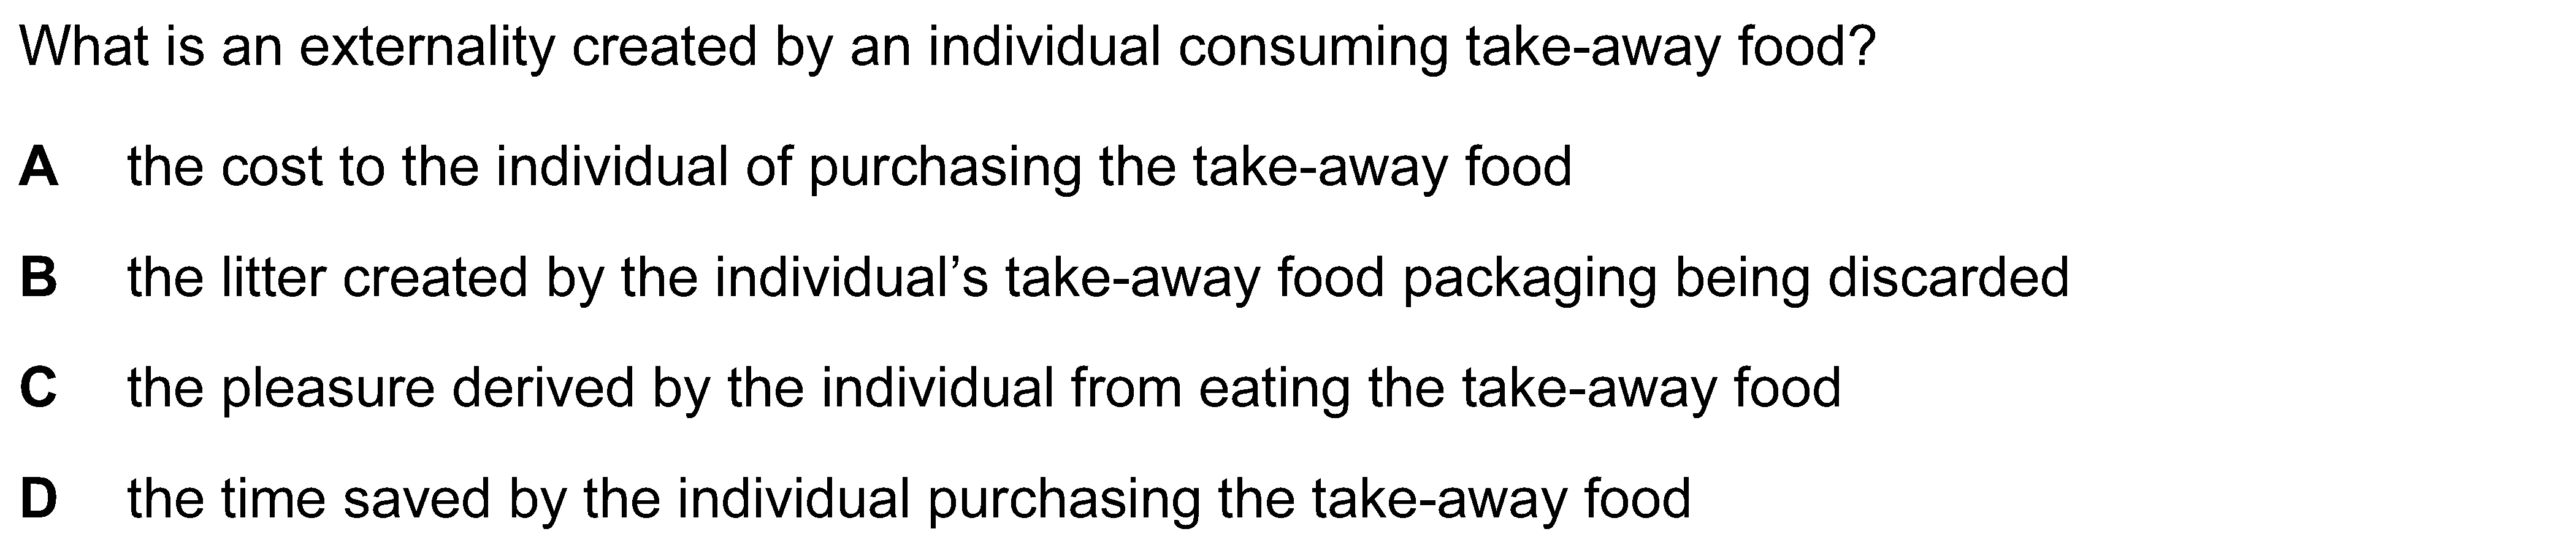 What is an externality created by an individual consuming take-away food?
A the cost to the individual of purchasing the take-away food
B the litter created by the individual’s take-away food packaging being discarded
C the pleasure derived by the individual from eating the take-away food
D the time saved by the individual purchasing the take-away food